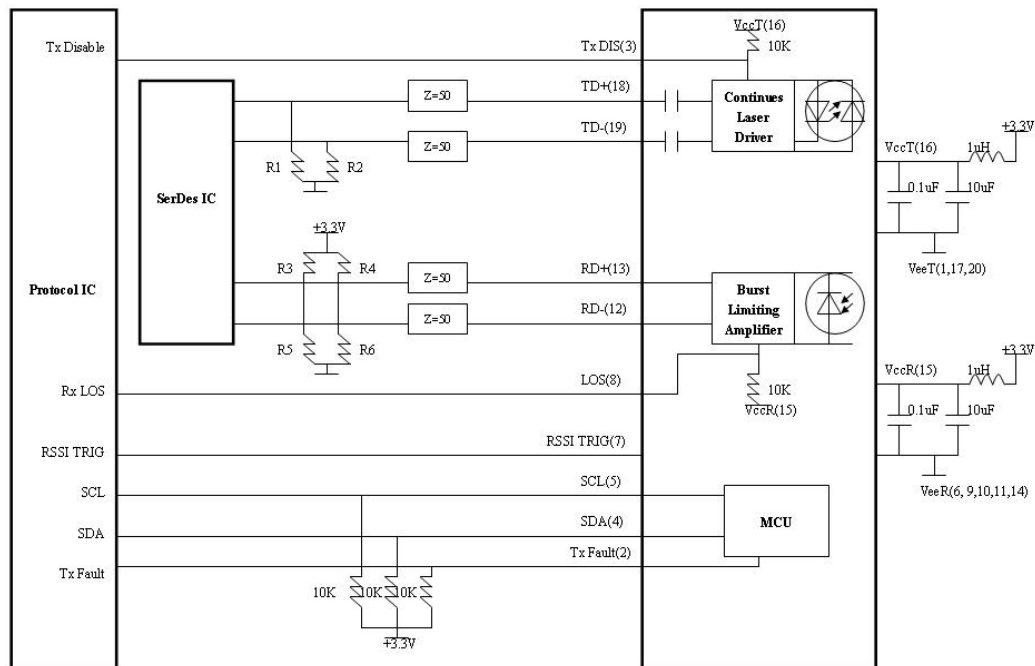 VccT(16)
Tx Disable
Tx DIS(3)
10K
TD+(18)
Z=50
Continues
Laser
Driver
TD-(19)
Z=50
+3.3V
VccT(16)
1uH
R1
R2
0.1uF
10uF
SerDes IC
+3.3V
R3
R4
RD+(13)
VeeT(1,17,20)
Z=50
Burst
Limiting
Amplifier
Protocol IC
RD-(12)
Z=50
R5
R6
+3.3V
VccR(15)
1uH
Rx LOS
LOS(8)
10K
VccR(15)
0.1uF
10uF
RSSI TRIG
RSSI TRIG(7)
SCL
SCL(5)
VeeR(6, 9,10,11,14)
SDA
SDA(4)
MCU
Tx Fault
Tx Fault(2)
10K
10K
10K
+3.3V